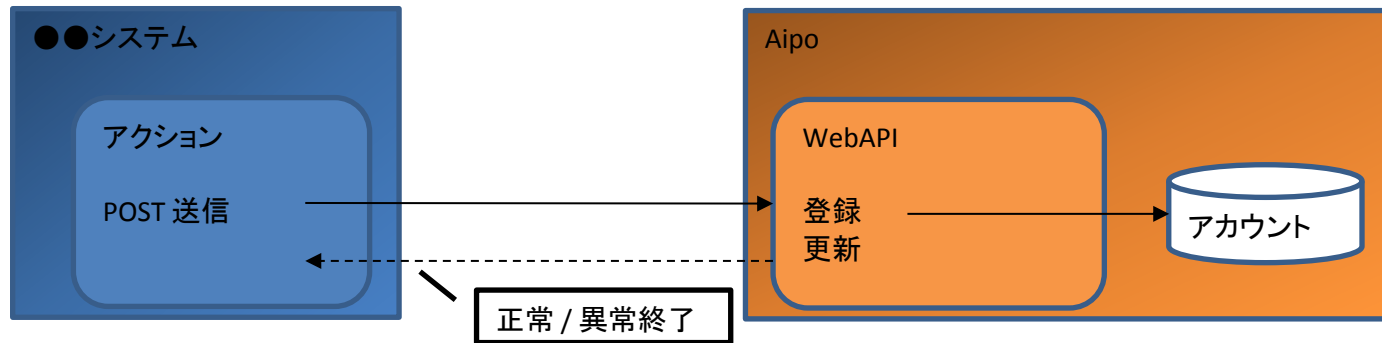 ●●システム
アクション
POST 送信
正常 / 異常終了
Aipo
WebAPI
登録
更新
アカウント